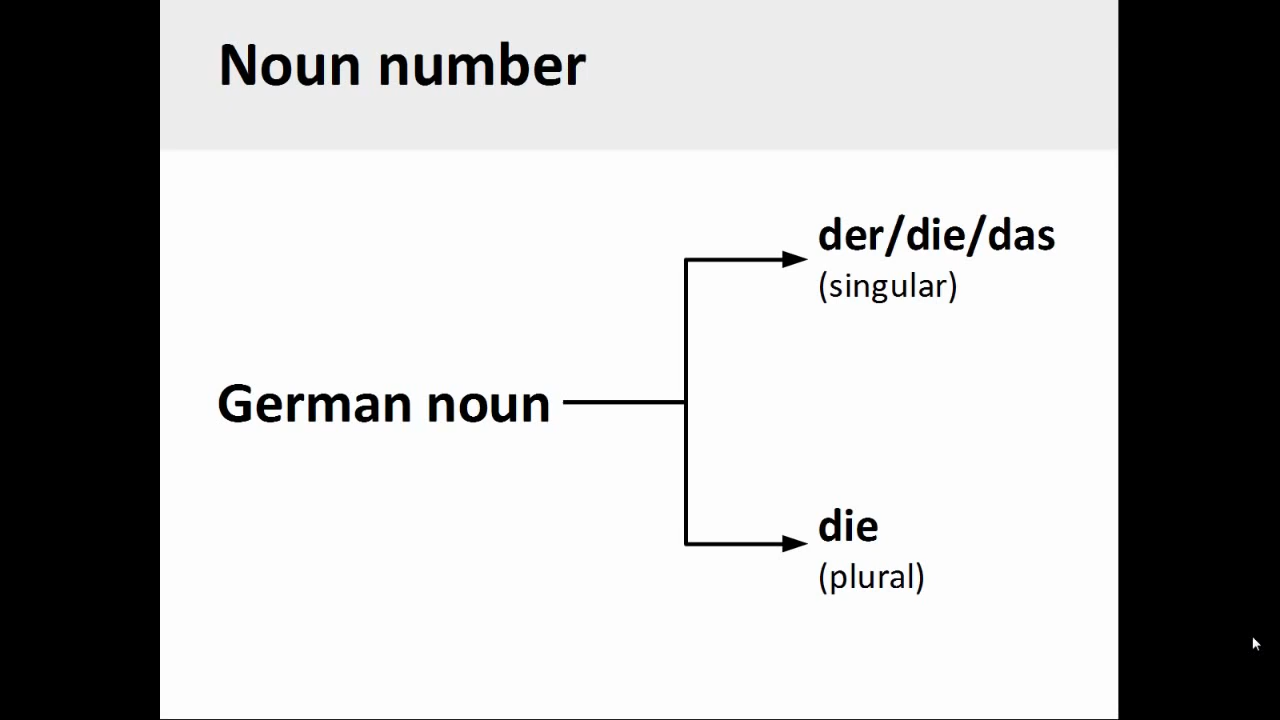 Noun number
der/die/das
(singular)
German noun
die
(plural)